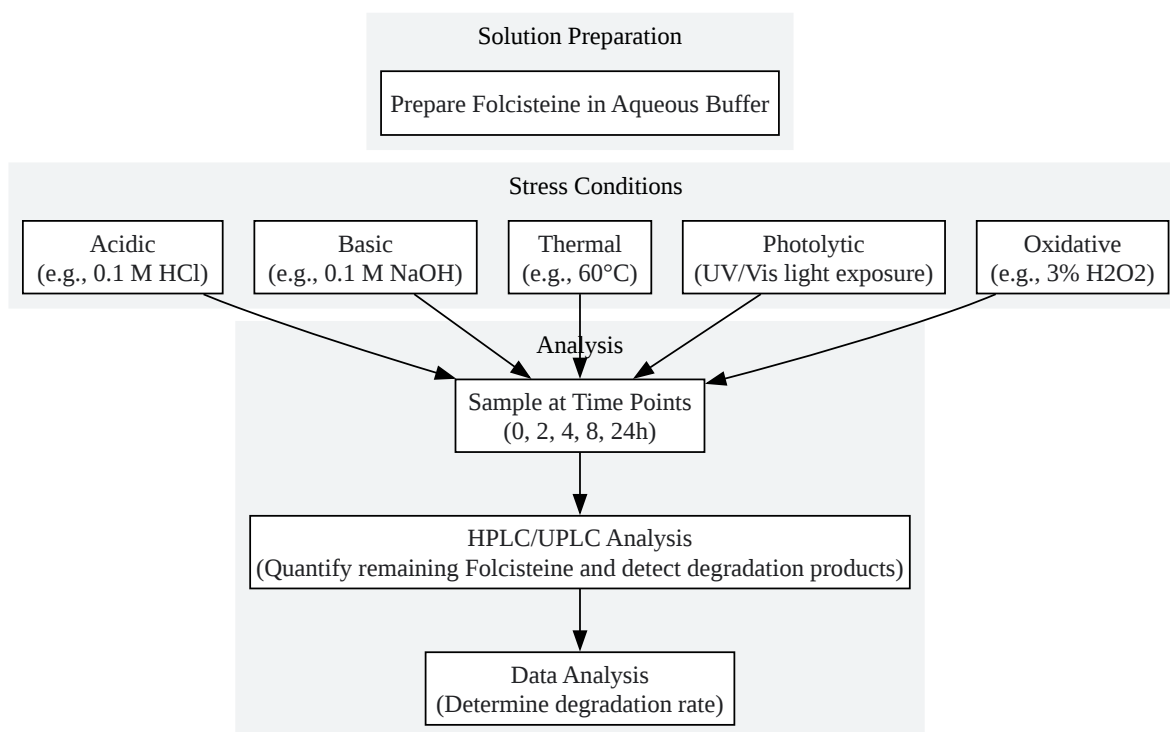 Solution Preparation
Prepare Folcisteine in Aqueous Buffer
Stress Conditions
Acidic
(e.g., 0.1 M HCl)
Basic
(e.g., 0.1 M NaOH)
Thermal
(e.g., 60°C)
Photolytic
(UV/Vis light exposure)
Oxidative
(e.g., 3% H2O2)
Analysis
Sample at Time Points
(0, 2, 4, 8, 24h)
HPLC/UPLC Analysis
(Quantify remaining Folcisteine and detect degradation products)
Data Analysis
(Determine degradation rate)